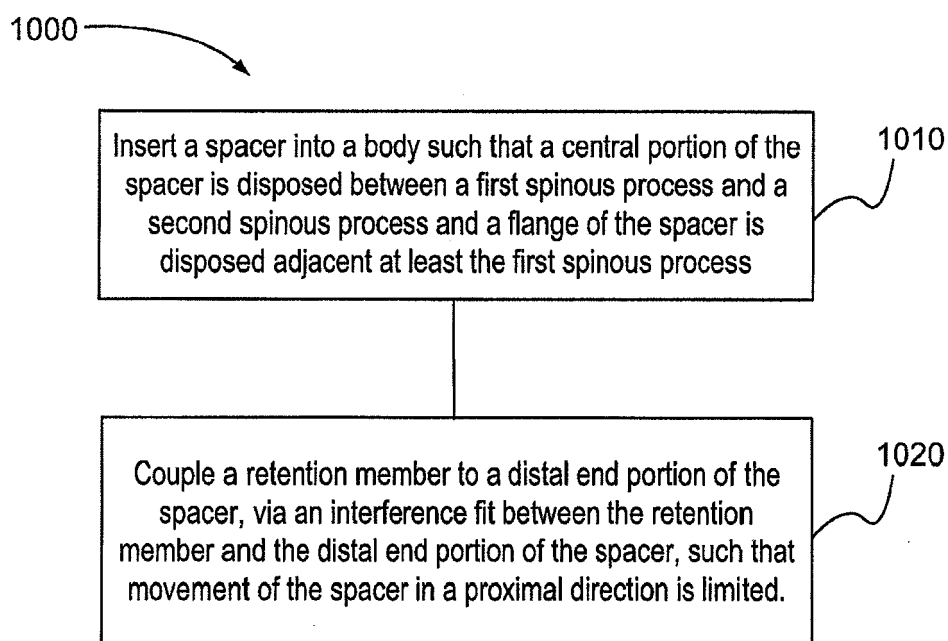 1000
Insert a spacer into a body such that a central portion of the
spacer is disposed between a first spinous process and a
second spinous process and a flange of the spacer is
disposed adjacent at least the first spinous process
1010
Couple a retention member to a distal end portion of the
spacer, via an interference fit between the retention
member and the distal end portion of the spacer, such that
movement of the spacer in a proximal direction is limited.
1020